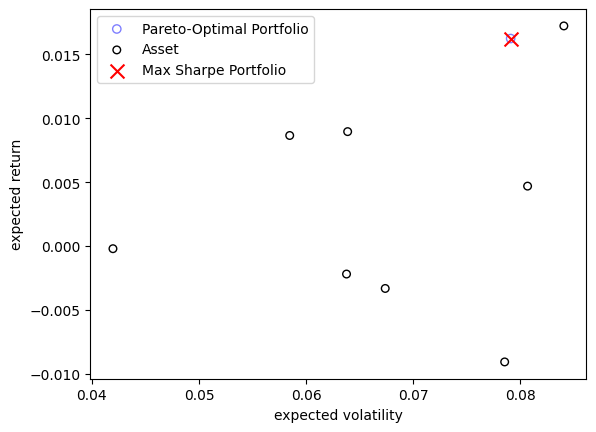 Pareto-Optimal Portfolio
Asset
Max Sharpe Portfolio
0.015
0.010
0.005
0.000
−0.005
−0.010
expected return
0.04 0.05 0.06 0.07 0.08
expected volatility